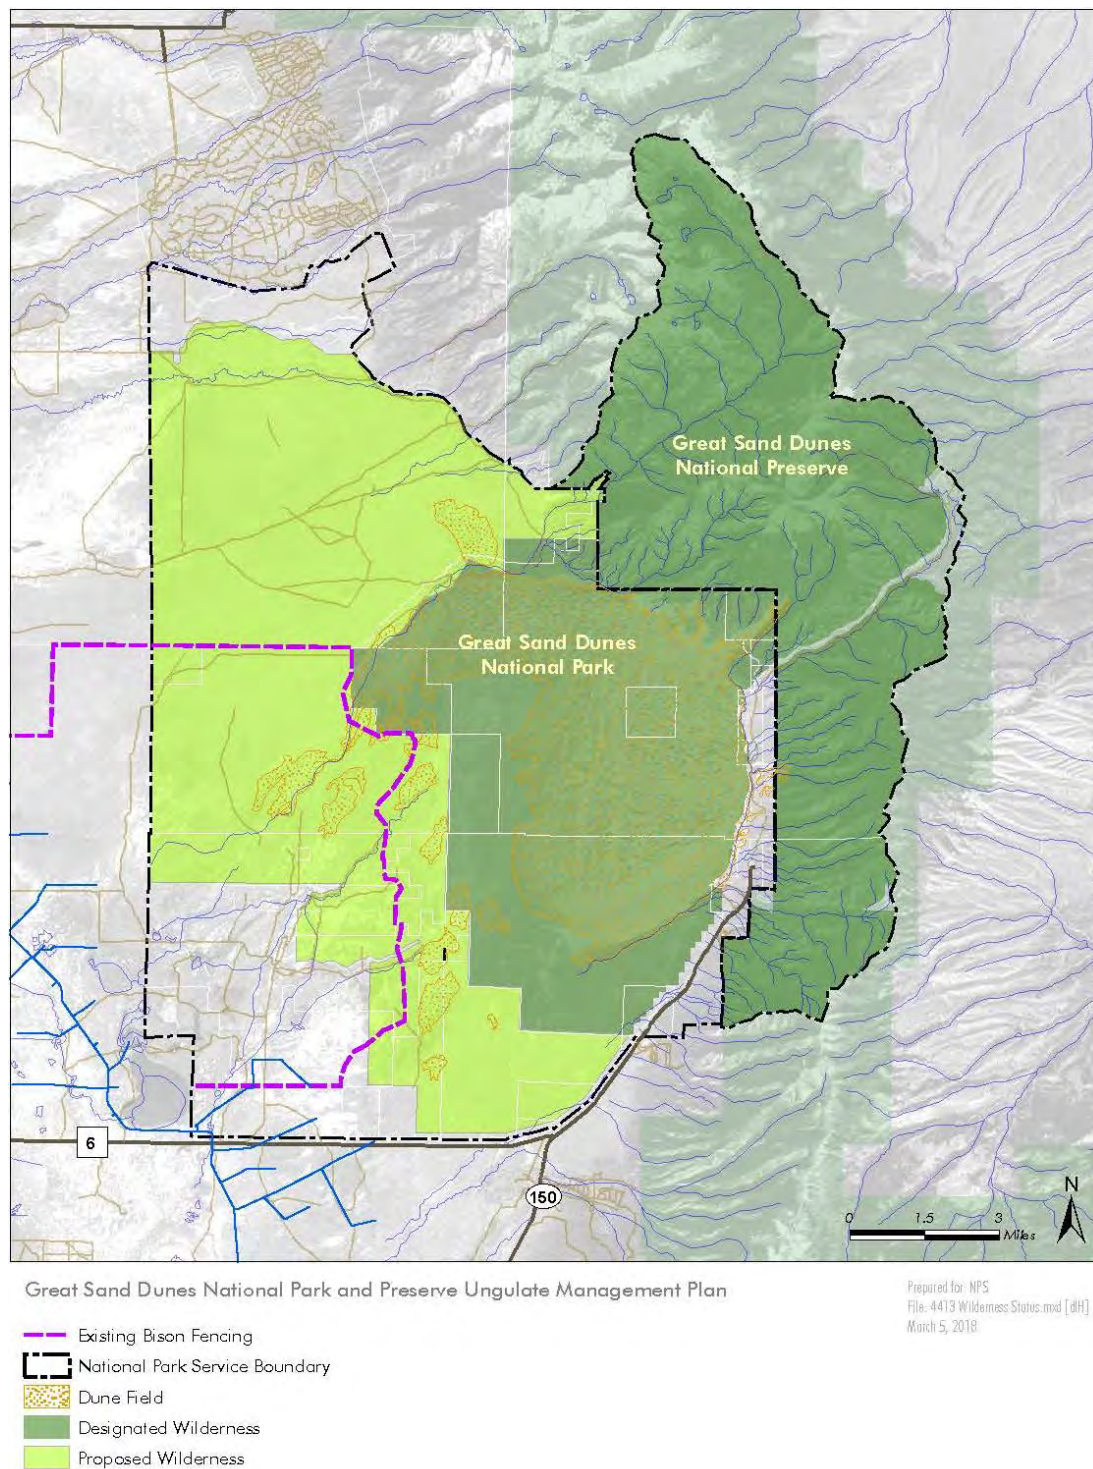 Great Sand Dunes
National Preserve
Great Sand Dunes
National Park
6
150
N
0 1.5 3
Miles
Great Sand Dunes National Park and Preserve Ungulate Management Plan
Prepared for: NPS
File: 4413 Wilderness Status.mxd [dlH]
March 5, 2018
Existing Bison Fencing
National Park Service Boundary
Dune Field
Designated Wilderness
Proposed Wilderness